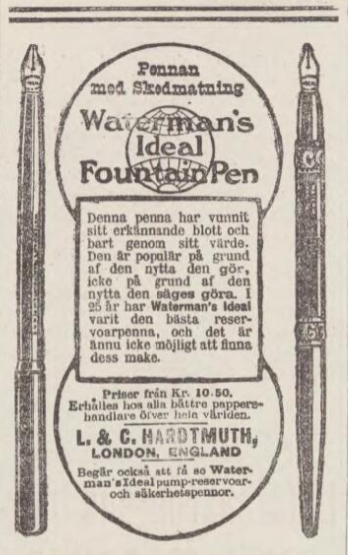 Pennan
med Skedmatning
Waterman's
Ideal
Fountain Pen
Denna penna har vunnit
sitt erkännande blott och
bart genom sitt värde.
Den är populär på grund
af den nytta den gör,
icke på grund af den
nytta den säges göra. I
25 år har Waterman's Ideal
varit den bästa reser-
voarpenna, och det är
ännu icke möjligt att finna
dess make.
Priser från Kr. 10.50.
Erhålles hos alla bättre pappers-
handlare öfver hela världen.
L. & C. HARDTMUTH,
LONDON, ENGLAND
Begär också att få se Water-
man's Ideal pump-reservoar-
och säkerhetspennor.